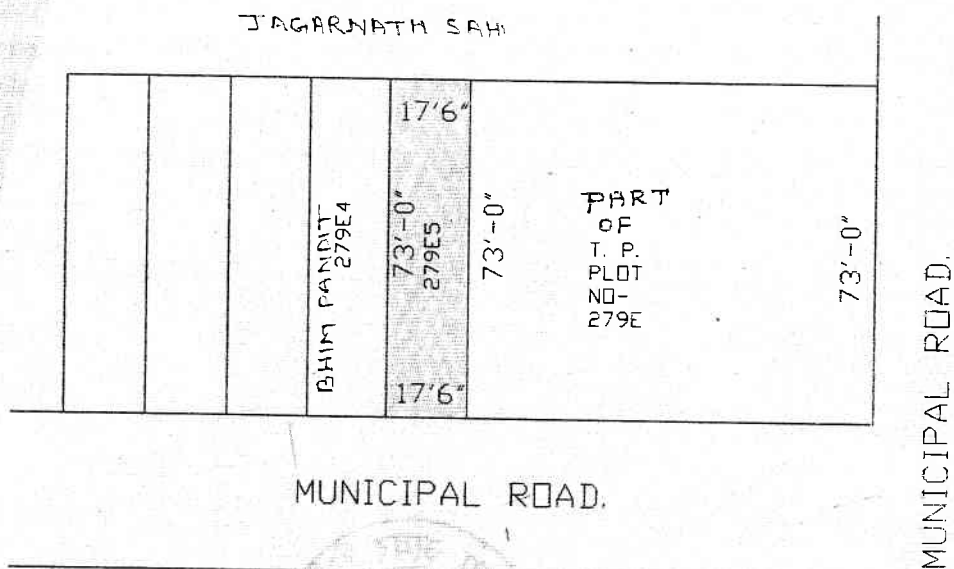 JAGARNATH SAHI
17'6"
BHIM PANDIT
279E4
73'-0"
279E5
73'-0"
PART
OF
T. P.
PLOT
NO-
279E
73'-0"
17'6"
MUNICIPAL ROAD.
MUNICIPAL ROAD.